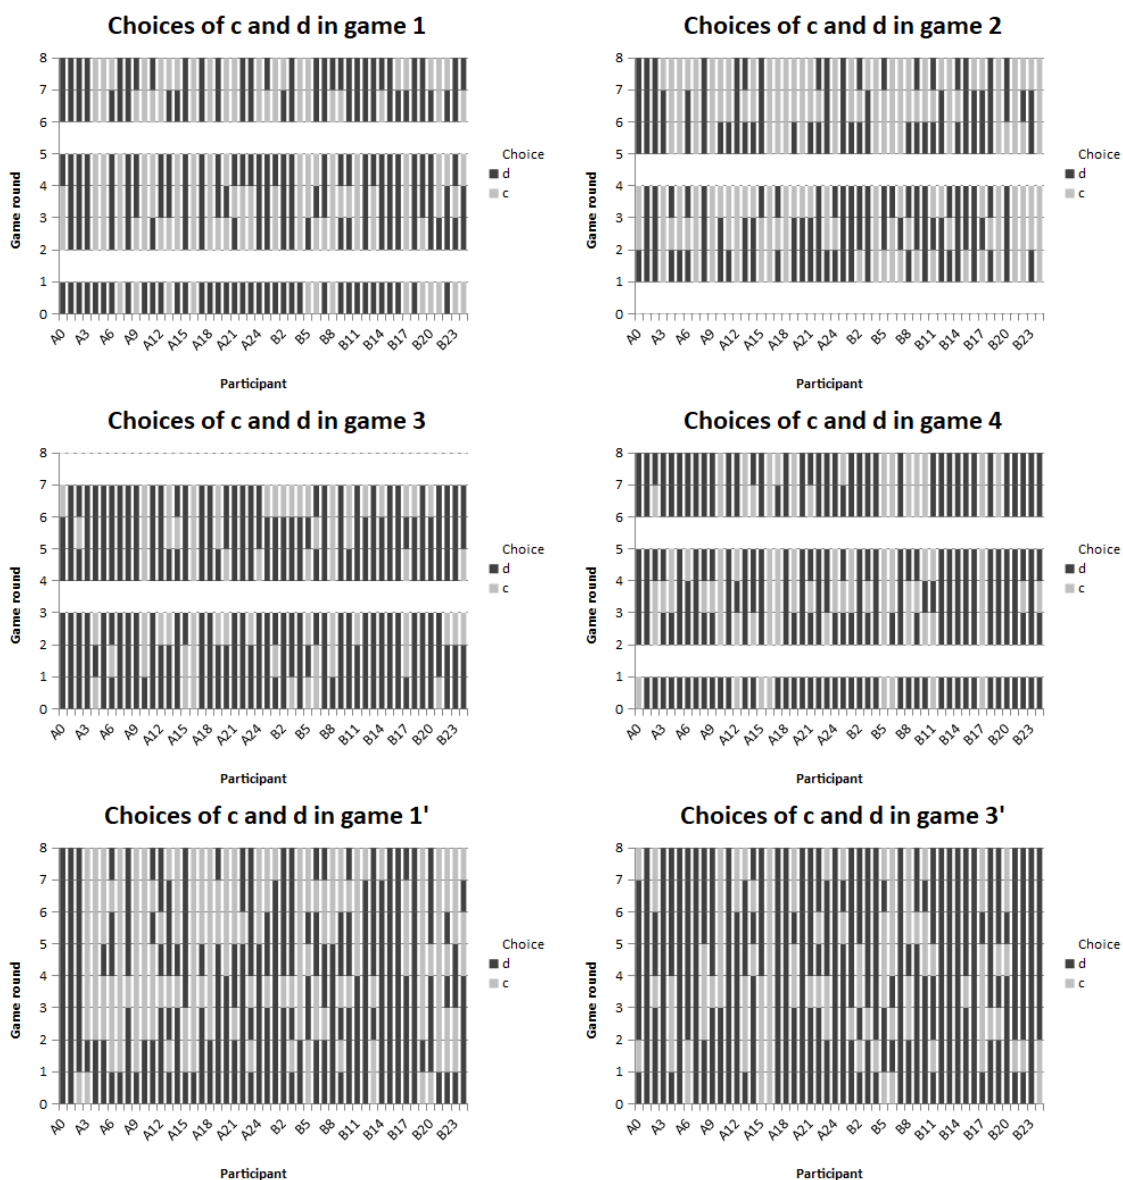 Choices of c and d in game 1
Game round
8
7
6
5
4
3
2
1
0
A0 A3 A6 A9 A12 A15 A18 A21 A24 B2 B5 B8 B11 B14 B17 B20 B23
Participant
Choice
d
c
Choices of c and d in game 2
Game round
8
7
6
5
4
3
2
1
0
A0 A3 A6 A9 A12 A15 A18 A21 A24 B2 B5 B8 B11 B14 B17 B20 B23
Participant
Choice
d
c
Choices of c and d in game 3
Game round
8
7
6
5
4
3
2
1
0
A0 A3 A6 A9 A12 A15 A18 A21 A24 B2 B5 B8 B11 B14 B17 B20 B23
Participant
Choice
d
c
Choices of c and d in game 4
Game round
8
7
6
5
4
3
2
1
0
A0 A3 A6 A9 A12 A15 A18 A21 A24 B2 B5 B8 B11 B14 B17 B20 B23
Participant
Choice
d
c
Choices of c and d in game 1'
Game round
8
7
6
5
4
3
2
1
0
A0 A3 A6 A9 A12 A15 A18 A21 A24 B2 B5 B8 B11 B14 B17 B20 B23
Participant
Choice
d
c
Choices of c and d in game 3'
Game round
8
7
6
5
4
3
2
1
0
A0 A3 A6 A9 A12 A15 A18 A21 A24 B2 B5 B8 B11 B14 B17 B20 B23
Participant
Choice
d
c